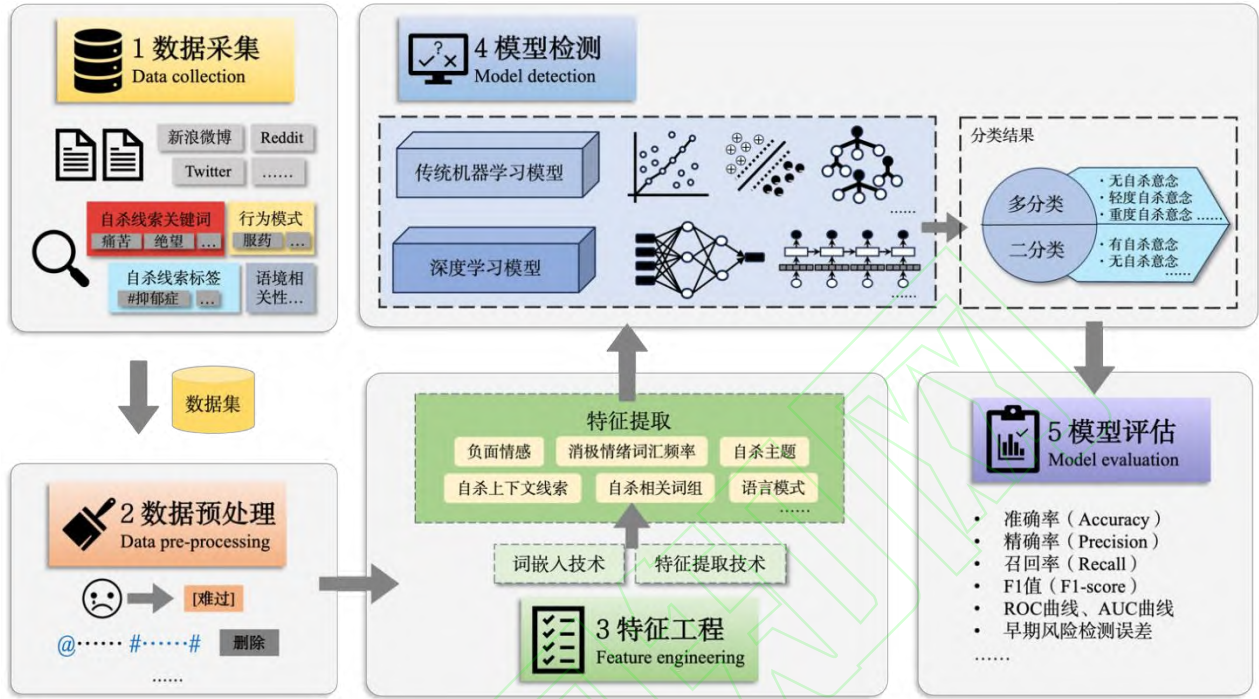 1 数据采集
Data collection
新浪微博
Reddit
Twitter
......
自杀线索关键词
痛苦
绝望
...
行为模式
服药
...
自杀线索标签
#抑郁症
...
语境相
关性...
数据集
2 数据预处理
Data pre-processing
[难过]
@...... #......#
删除
......
3 特征工程
Feature engineering
词嵌入技术
特征提取技术
特征提取
负面情感
消极情绪词汇频率
自杀主题
自杀上下文线索
自杀相关词组
语言模式
......
4 模型检测
Model detection
?
传统机器学习模型
......
深度学习模型
......
分类结果
多分类
·无自杀意念
·轻度自杀意念
·重度自杀意念 ......
二分类
·有自杀意念
·无自杀意念
......
5 模型评估
Model evaluation
• 准确率（Accuracy）
• 精确率（Precision）
• 召回率（Recall）
• F1值（F1-score）
• ROC曲线、AUC曲线
• 早期风险检测误差
......